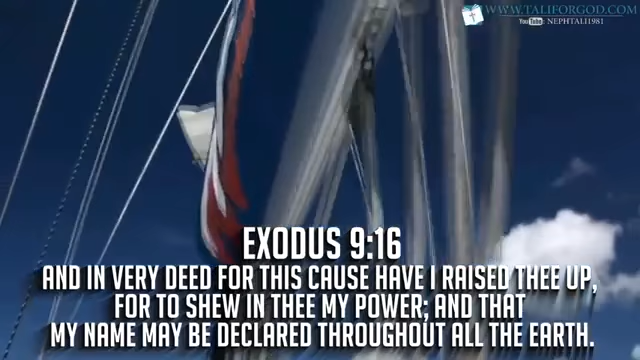 WWW.TALIFORGOD.COM
YouTube: NEPHTALI1981
EXODUS 9:16
AND IN VERY DEED FOR THIS CAUSE HAVE I RAISED THEE UP,
FOR TO SHEW IN THEE MY POWER; AND THAT
MY NAME MAY BE DECLARED THROUGHOUT ALL THE EARTH.